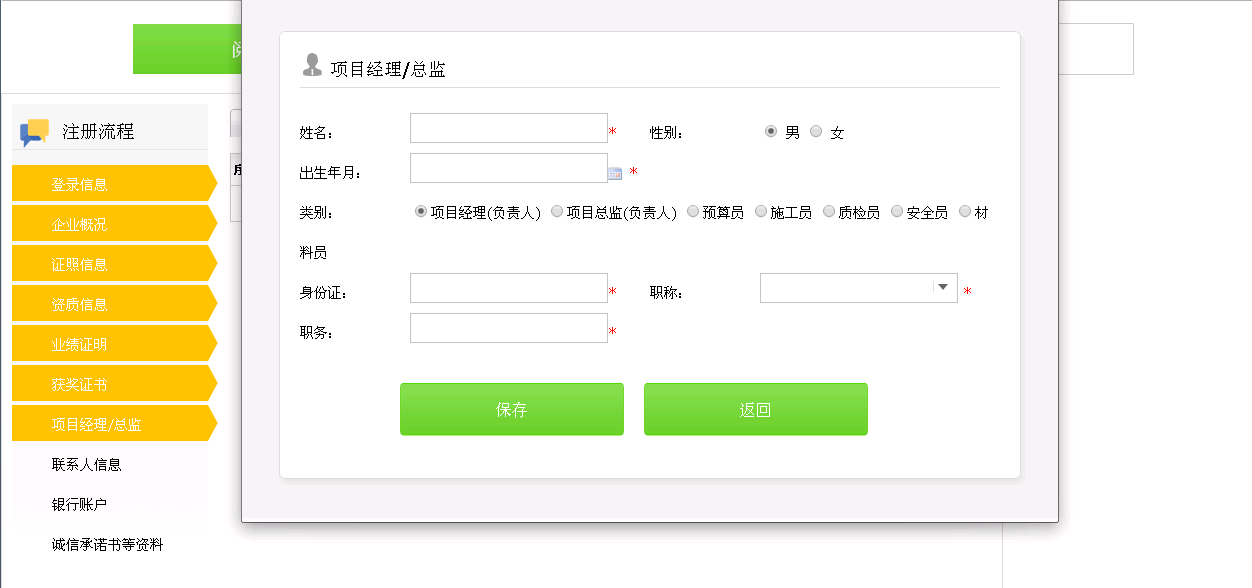 注册流程
登录信息
企业概况
证照信息
资质信息
业绩证明
获奖证书
项目经理/总监
联系人信息
银行账户
诚信承诺书等资料
项目经理/总监
姓名： * 性别： 男 女
出生年月： *
类别： 项目经理(负责人) 项目总监(负责人) 预算员 施工员 质检员 安全员 材
料员
身份证： * 职称： *
职务： *
保存 返回